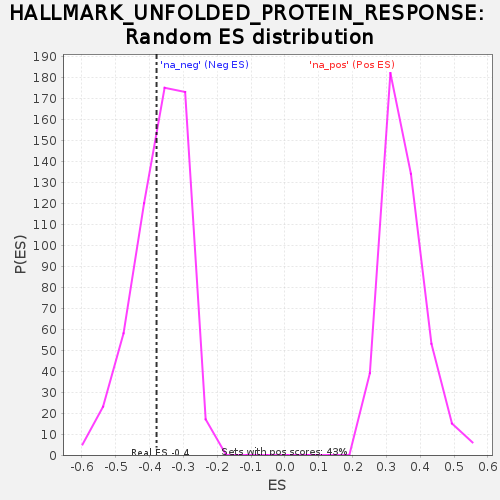 HALLMARK_UNFOLDED_PROTEIN_RESPONSE:
Random ES distribution
'na_neg' (Neg ES)
'na_pos' (Pos ES)
190
180
170
160
150
140
130
120
110
100
90
80
70
60
50
40
30
20
10
0
P(ES)
Real ES -0.4
Sets with pos scores: 43%
-0.6 -0.5 -0.4 -0.3 -0.2 -0.1 0.0 0.1 0.2 0.3 0.4 0.5 0.6
ES